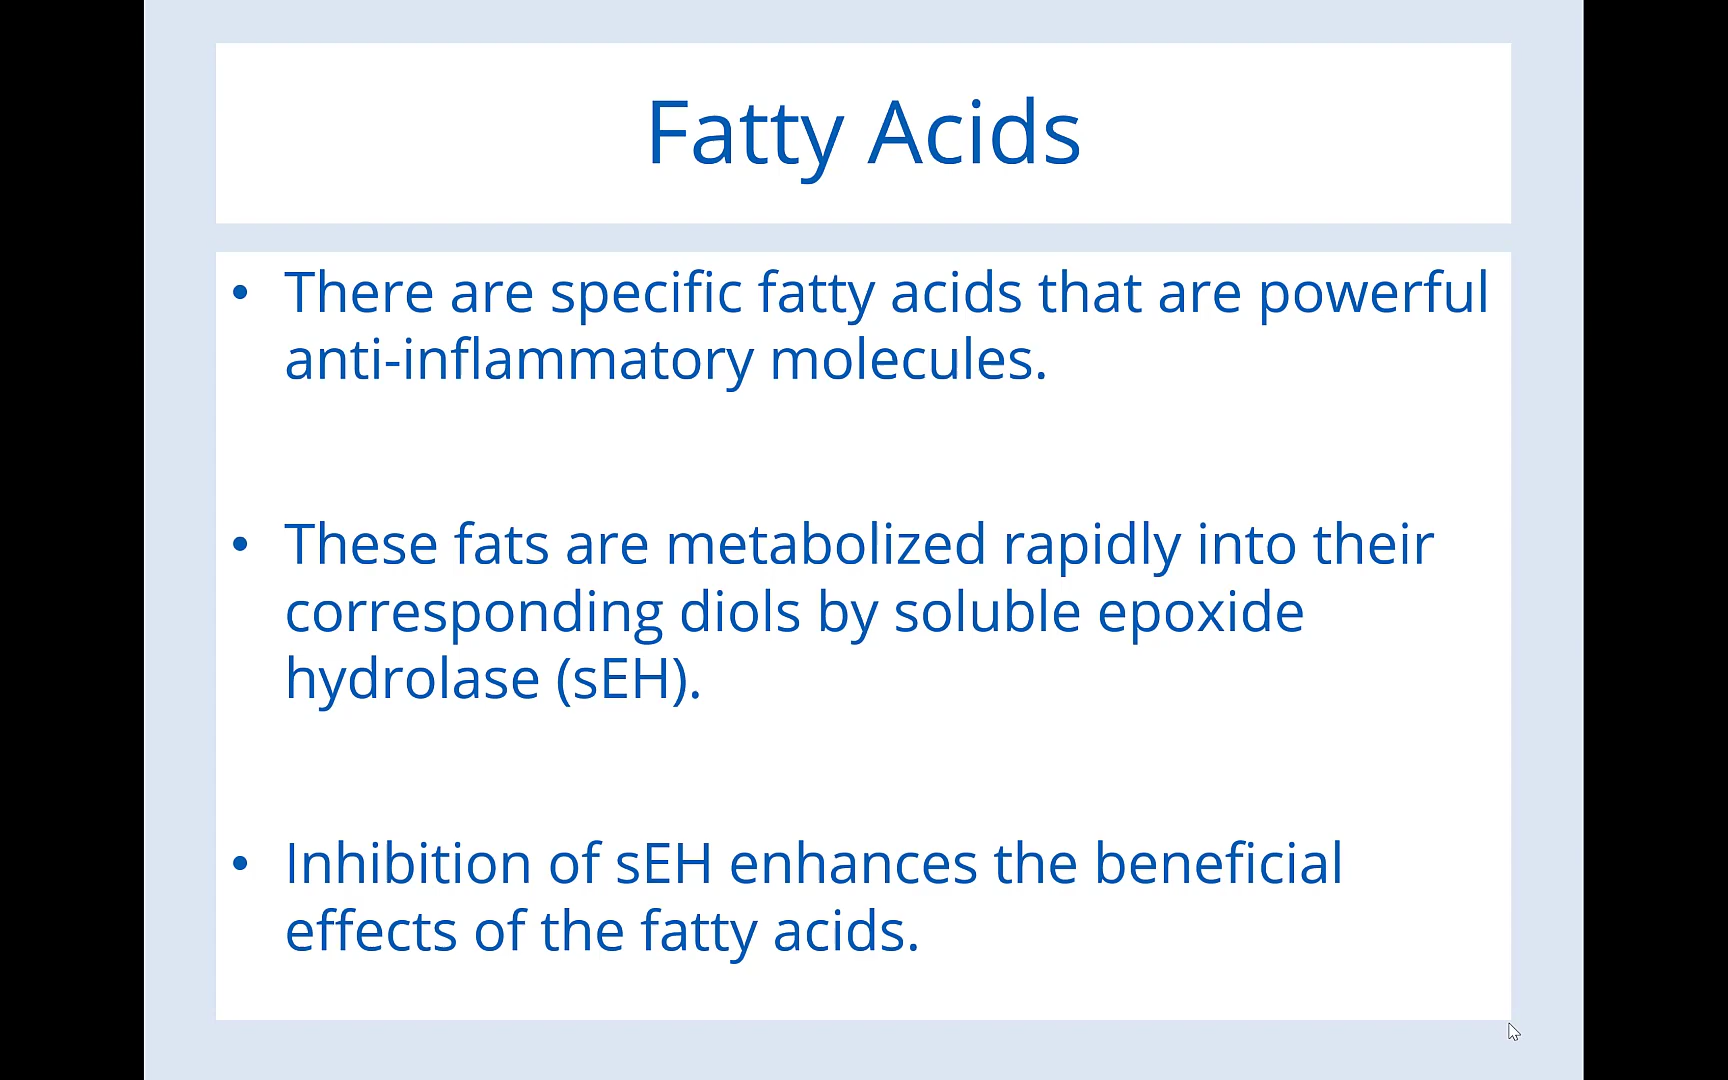 Fatty Acids
• There are specific fatty acids that are powerful
anti-inflammatory molecules.
• These fats are metabolized rapidly into their
corresponding diols by soluble epoxide
hydrolase (sEH).
• Inhibition of sEH enhances the beneficial
effects of the fatty acids.